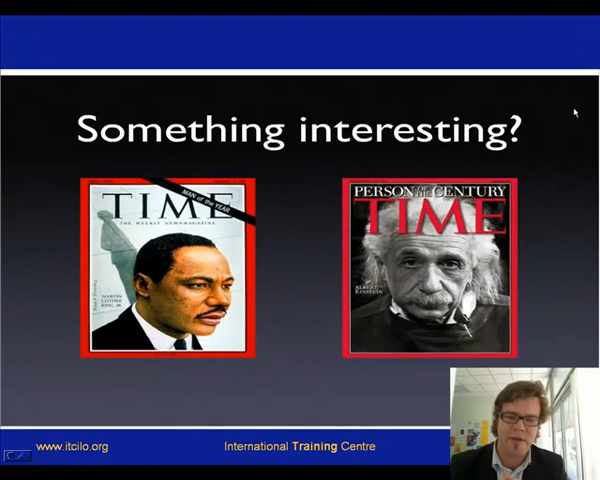 Something interesting?
MAN of the YEAR
TIME
THE WEEKLY NEWSMAGAZINE
MARTIN
LUTHER
KING, JR.
PERSON OF THE CENTURY
TIME
ALBERT
EINSTEIN
www.itcilo.org
International Training Centre